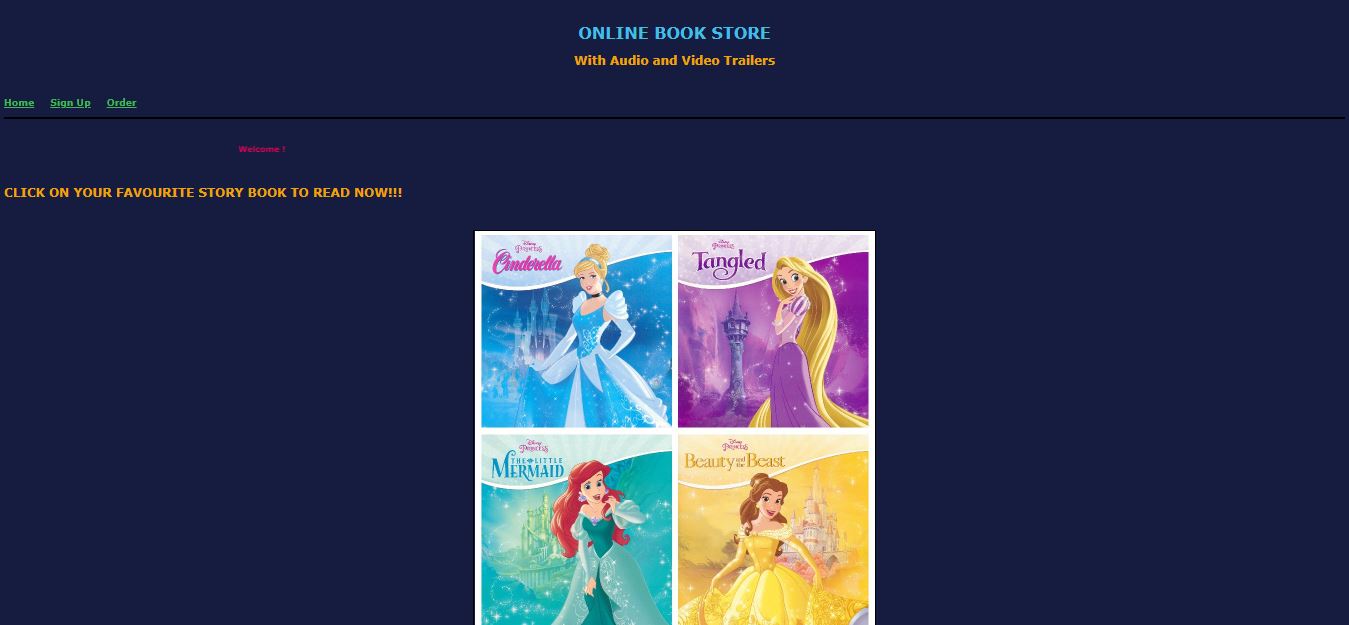 ONLINE BOOK STORE
With Audio and Video Trailers
Home Sign Up Order
Welcome !
CLICK ON YOUR FAVOURITE STORY BOOK TO READ NOW!!!
Disney
Princess
Cinderella
Disney
Princess
Tangled
Disney
Princess
THE LITTLE
MERMAID
Disney
Princess
Beauty and the Beast